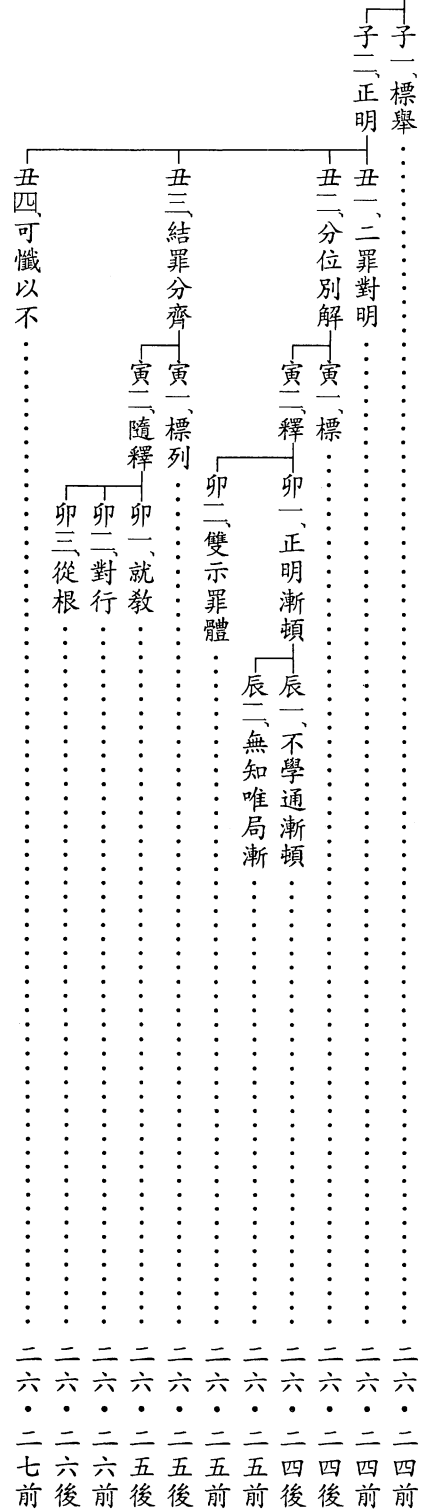 子一、標舉……二六・二四前
子二、正明 丑一、二罪對明……二六・二四前
丑二、分位別解 寅一、標……二六・二四後
寅二、釋 卯一、正明漸頓 辰一、不學通漸頓……二六・二四後
辰二、無知唯局漸……二六・二五前
卯二、雙示罪體……二六・二五前
丑三、結罪分齊 寅一、標列……二六・二五後
寅二、隨釋 卯一、就教……二六・二五後
卯二、對行……二六・二六前
卯三、從根……二六・二六後
丑四、可懺以不……二六・二七前